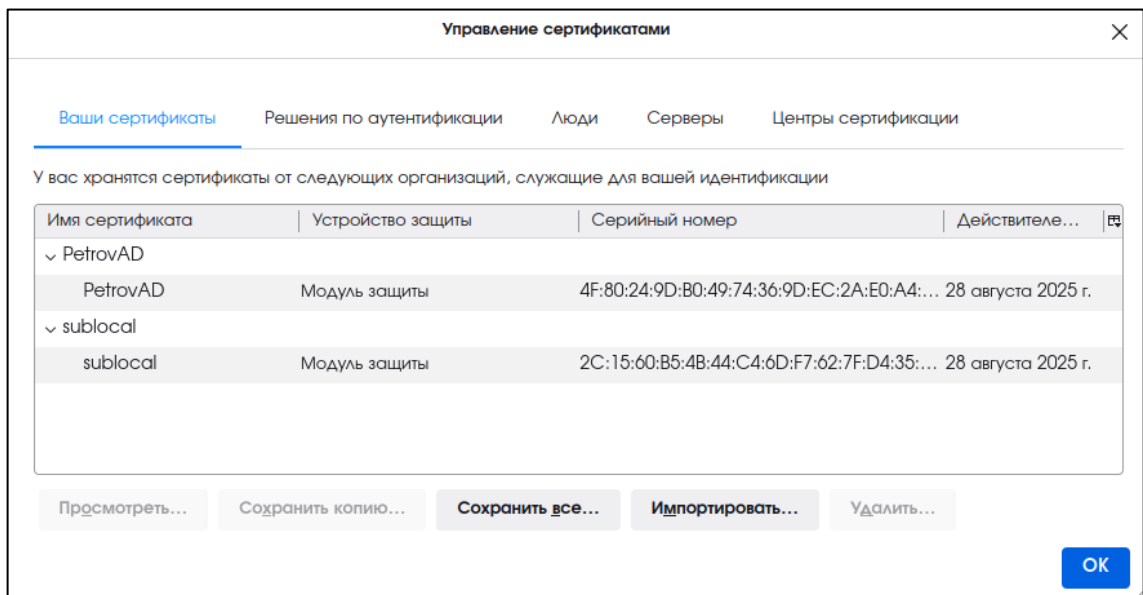 Управление сертификатами
Ваши сертификаты Решения по аутентификации Люди Серверы Центры сертификации
У вас хранятся сертификаты от следующих организаций, служащие для вашей идентификации
Имя сертификата Устройство защиты Серийный номер Действителе...
PetrovAD
PetrovAD Модуль защиты 4F:80:24:9D:B0:49:74:36:9D:EC:2A:E0:A4:... 28 августа 2025 г.
sublocal
sublocal Модуль защиты 2C:15:60:B5:4B:44:C4:6D:F7:62:7F:D4:35:... 28 августа 2025 г.
Просмотреть... Сохранить копию... Сохранить все... Импортировать... Удалить...
ОК